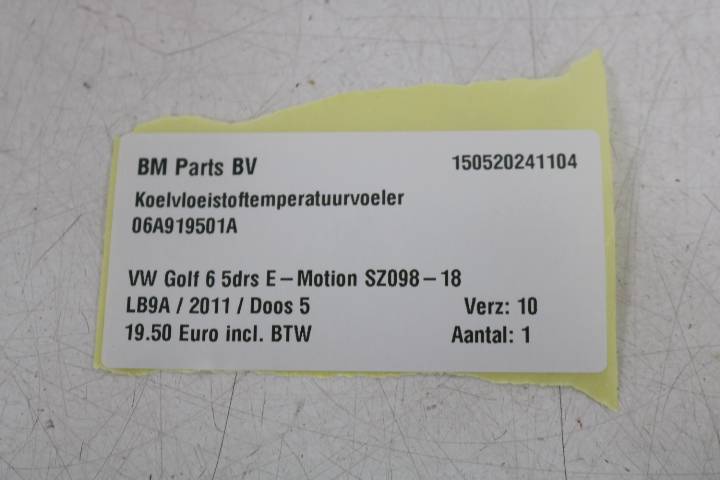 BM Parts BV 150520241104
Koelvloeistoftemperatuurvoeler
06A919501A
VW Golf 6 5drs E-Motion SZ098-18
LB9A / 2011 / Doos 5 Verz: 10
19.50 Euro incl. BTW Aantal: 1